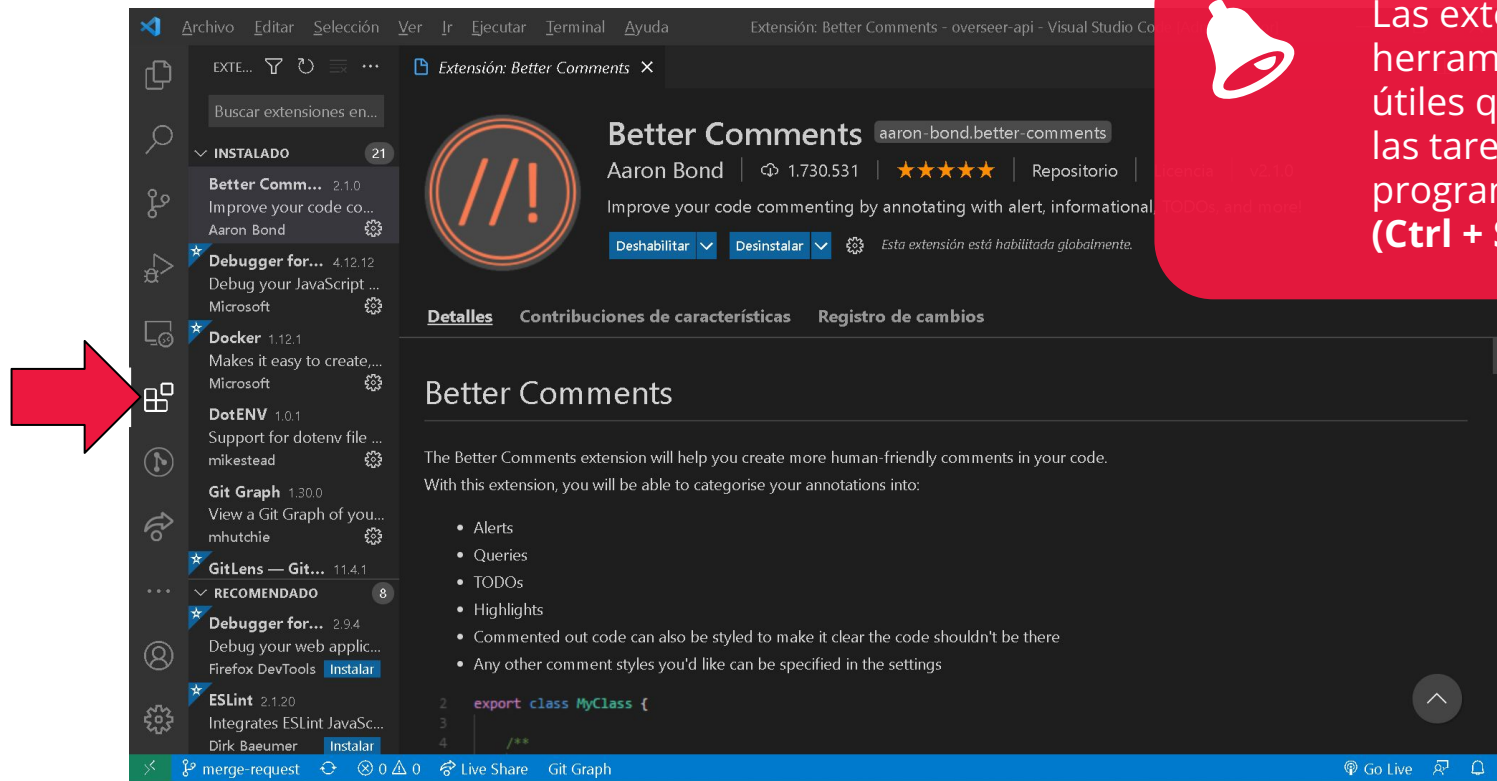 Archivo Editar Selección Ver Ir Ejecutar Terminal Ayuda Extensión: Better Comments - overseer-api - Visual Studio
EXTE...
Buscar extensiones en...
INSTALADO 21
Better Comm... 2.1.0
Improve your code co...
Aaron Bond
Debugger for... 4.12.12
Debug your JavaScript ...
Microsoft
Docker 1.12.1
Makes it easy to create,...
Microsoft
DotENV 1.0.1
Support for dotenv file ...
mikestead
Git Graph 1.30.0
View a Git Graph of you...
mhutchie
GitLens — Git... 11.4.1
RECOMENDADO 8
Debugger for... 2.9.4
Debug your web applic...
Firefox DevTools Instalar
ESLint 2.1.20
Integrates ESLint JavaSc...
Dirk Baeumer Instalar
Extensión: Better Comments
//!
Better Comments aaron-bond.better-comments
Aaron Bond 1.730.531 ★★★★★ Repositorio Licencia v2.1.0
Improve your code commenting by annotating with alert, informational, TODOs, and more!
Deshabilitar Desinstalar Esta extensión está habilitada globalmente.
Detalles Contribuciones de características Registro de cambios
Better Comments
The Better Comments extension will help you create more human-friendly comments in your code.
With this extension, you will be able to categorise your annotations into:
• Alerts
• Queries
• TODOs
• Highlights
• Commented out code can also be styled to make it clear the code shouldn't be there
• Any other comment styles you'd like can be specified in the settings
2 export class MyClass {
3
4 /**
Las exte
herram
útiles q
las tare
program
(Ctrl +
merge-request 0 0 Live Share Git Graph Go Live